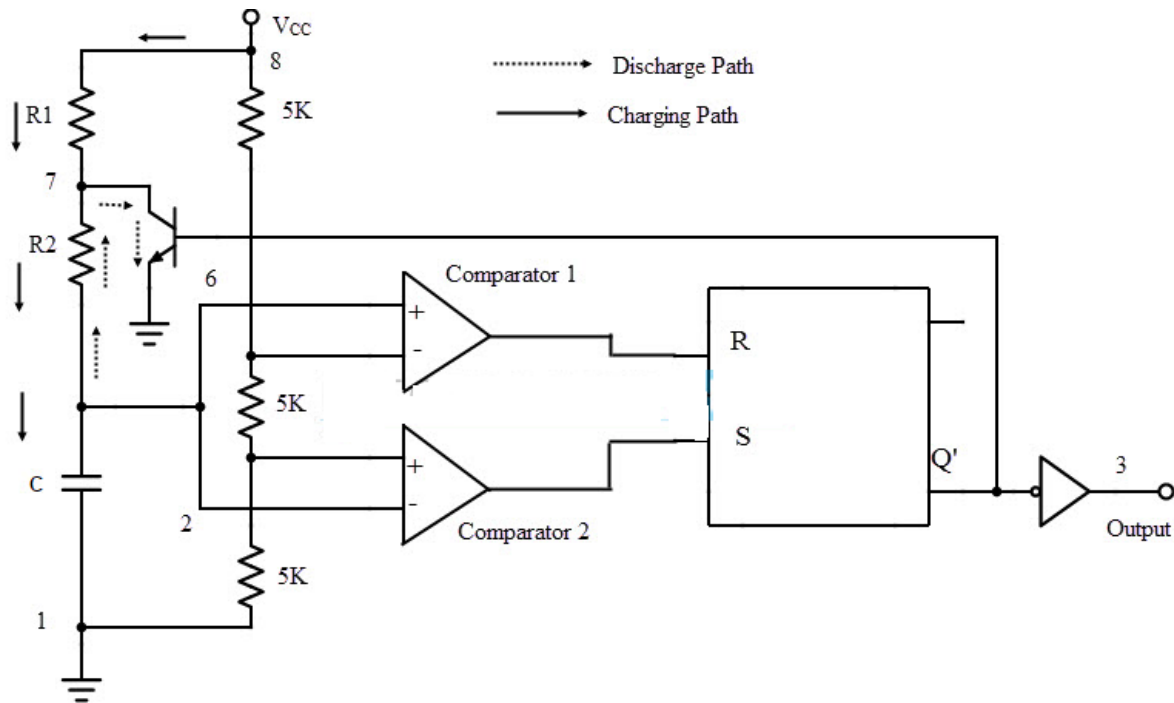 VCC
8
Discharge Path
R1
5K
Charging Path
7
R2
6
Comparator 1
+
-
R
5K
S
+
Q'
3
C
-
2
Comparator 2
Output
5K
1